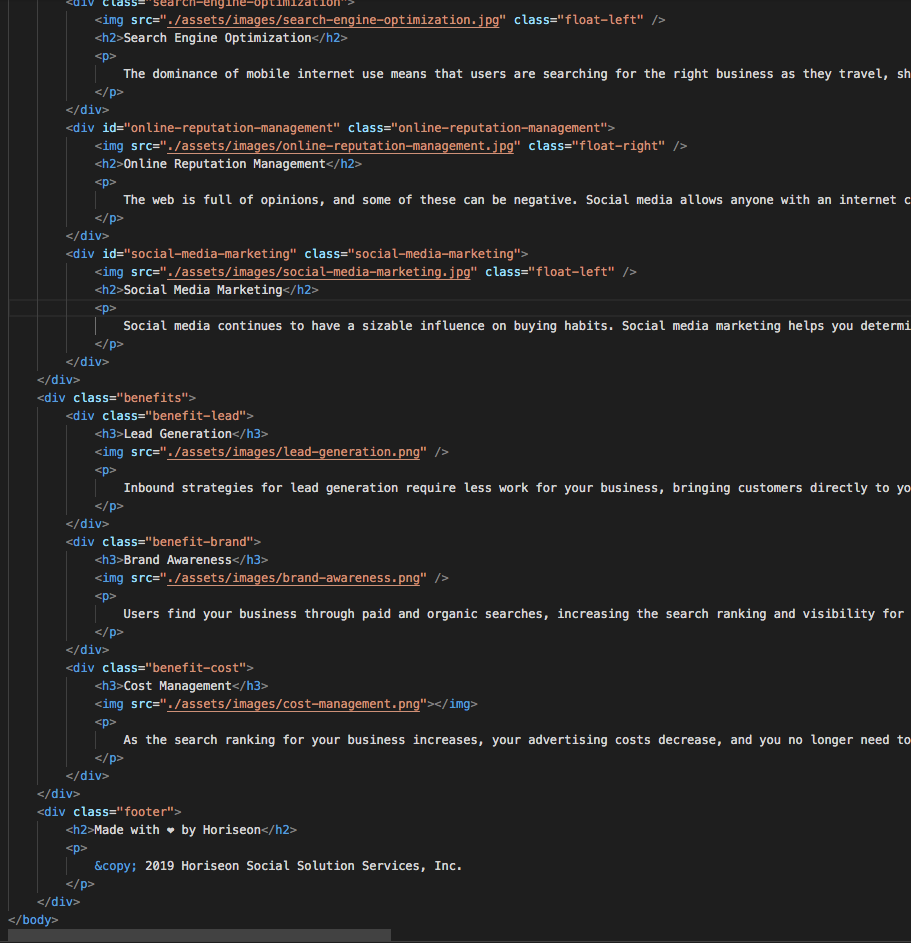 <div class="search-engine-optimization">
<img src="./assets/images/search-engine-optimization.jpg" class="float-left" />
<h2>Search Engine Optimization</h2>
<p>
The dominance of mobile internet use means that users are searching for the right business as they travel, sh
</p>
</div>
<div id="online-reputation-management" class="online-reputation-management">
<img src="./assets/images/online-reputation-management.jpg" class="float-right" />
<h2>Online Reputation Management</h2>
<p>
The web is full of opinions, and some of these can be negative. Social media allows anyone with an internet c
</p>
</div>
<div id="social-media-marketing" class="social-media-marketing">
<img src="./assets/images/social-media-marketing.jpg" class="float-left" />
<h2>Social Media Marketing</h2>
<p>
Social media continues to have a sizable influence on buying habits. Social media marketing helps you determi
</p>
</div>
</div>
<div class="benefits">
<div class="benefit-lead">
<h3>Lead Generation</h3>
<img src="./assets/images/lead-generation.png" />
<p>
Inbound strategies for lead generation require less work for your business, bringing customers directly to yo
</p>
</div>
<div class="benefit-brand">
<h3>Brand Awareness</h3>
<img src="./assets/images/brand-awareness.png" />
<p>
Users find your business through paid and organic searches, increasing the search ranking and visibility for
</p>
</div>
<div class="benefit-cost">
<h3>Cost Management</h3>
<img src="./assets/images/cost-management.png"></img>
<p>
As the search ranking for your business increases, your advertising costs decrease, and you no longer need to
</p>
</div>
</div>
<div class="footer">
<h2>Made with ❤ by Horiseon</h2>
<p>
&copy; 2019 Horiseon Social Solution Services, Inc.
</p>
</div>
</body>